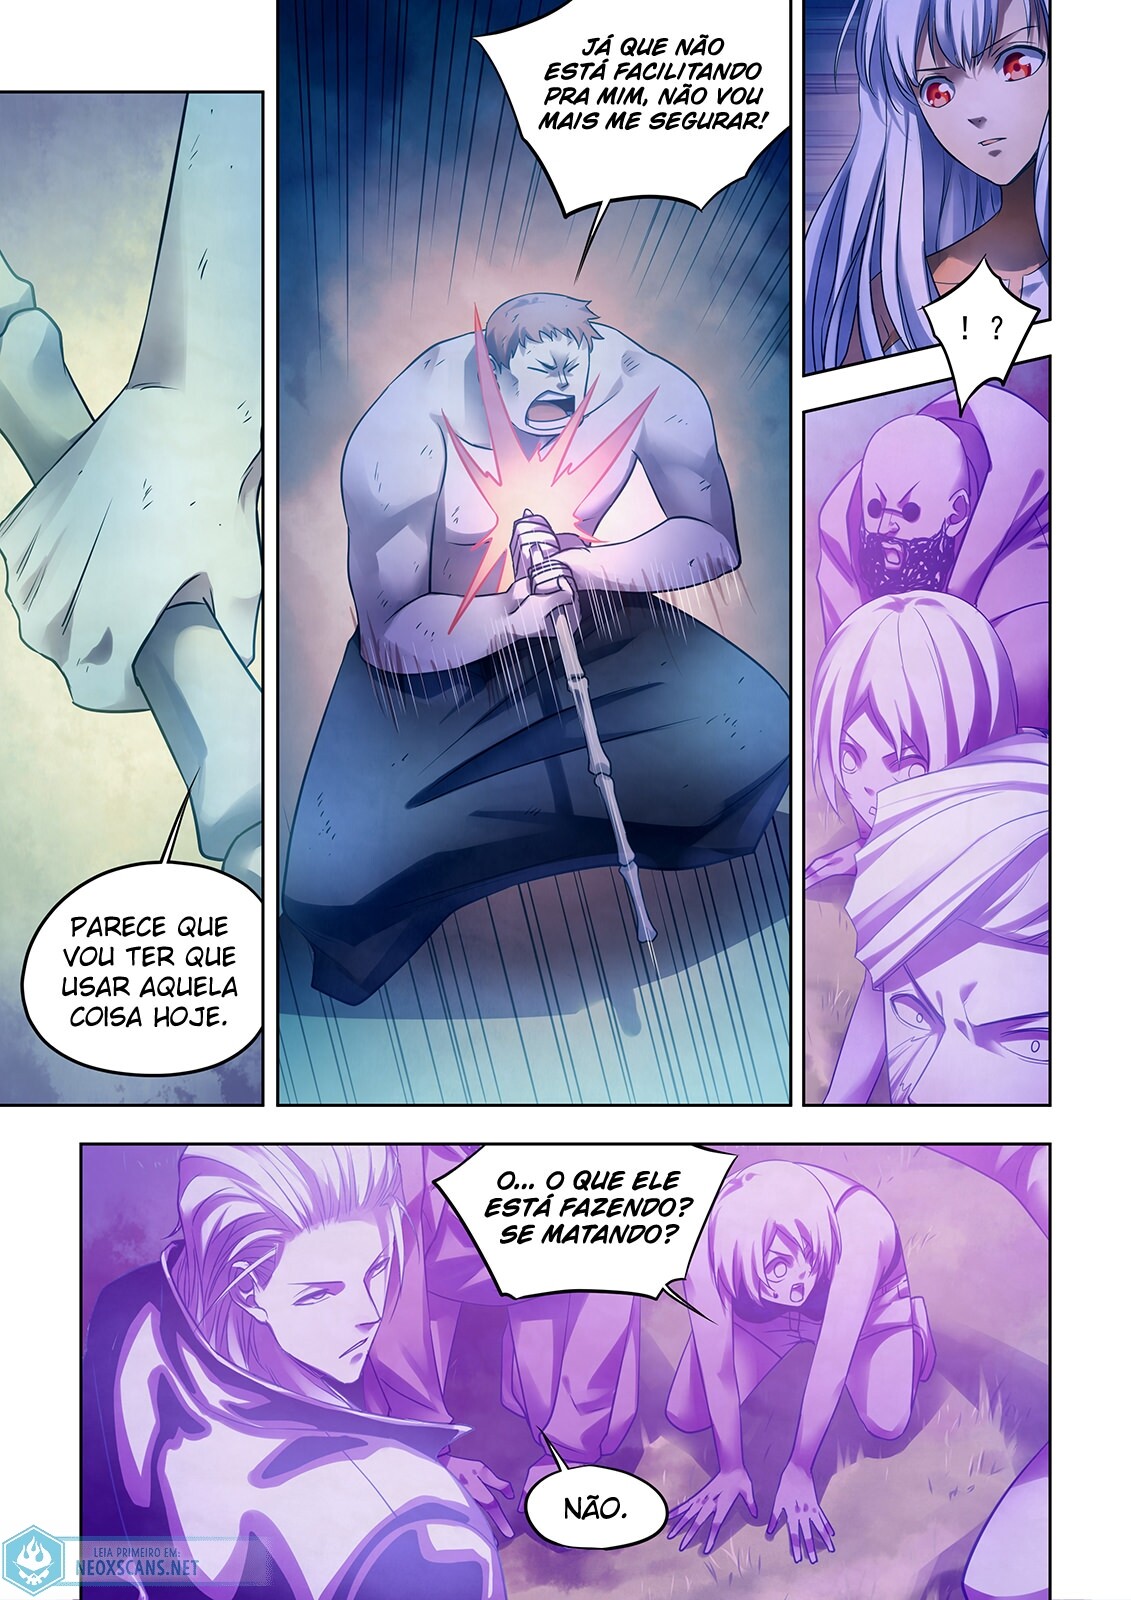 JÁ QUE NÃO
ESTÁ FACILITANDO
PRA MIM, NÃO VOU
MAIS ME SEGURAR!
! ?
PARECE QUE
VOU TER QUE
USAR AQUELA
COISA HOJE.
O... O QUE ELE
ESTÁ FAZENDO?
SE MATANDO?
NÃO.
LEIA PRIMEIRO EM:
NEOXSCANS.NET